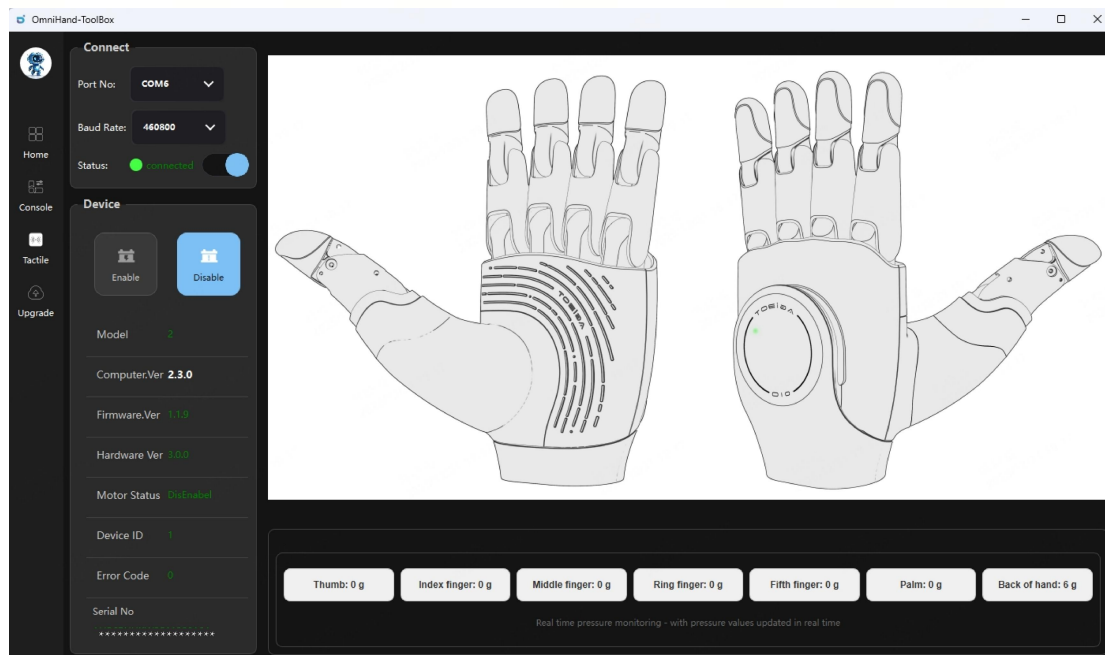 OmniHand-ToolBox
Connect
Port No: COM6
Baud Rate: 460800
Status: connected
Home
Console
Tactile
Upgrade
Device
Enable
Disable
Model 2
Computer.Ver 2.3.0
Firmware.Ver 1.1.9
Hardware Ver 3.0.0
Motor Status DisEnabel
Device ID 1
Error Code 0
Serial No
*******************
Thumb: 0 g
Index finger: 0 g
Middle finger: 0 g
Ring finger: 0 g
Fifth finger: 0 g
Palm: 0 g
Back of hand: 6 g
Real time pressure monitoring - with pressure values updated in real time